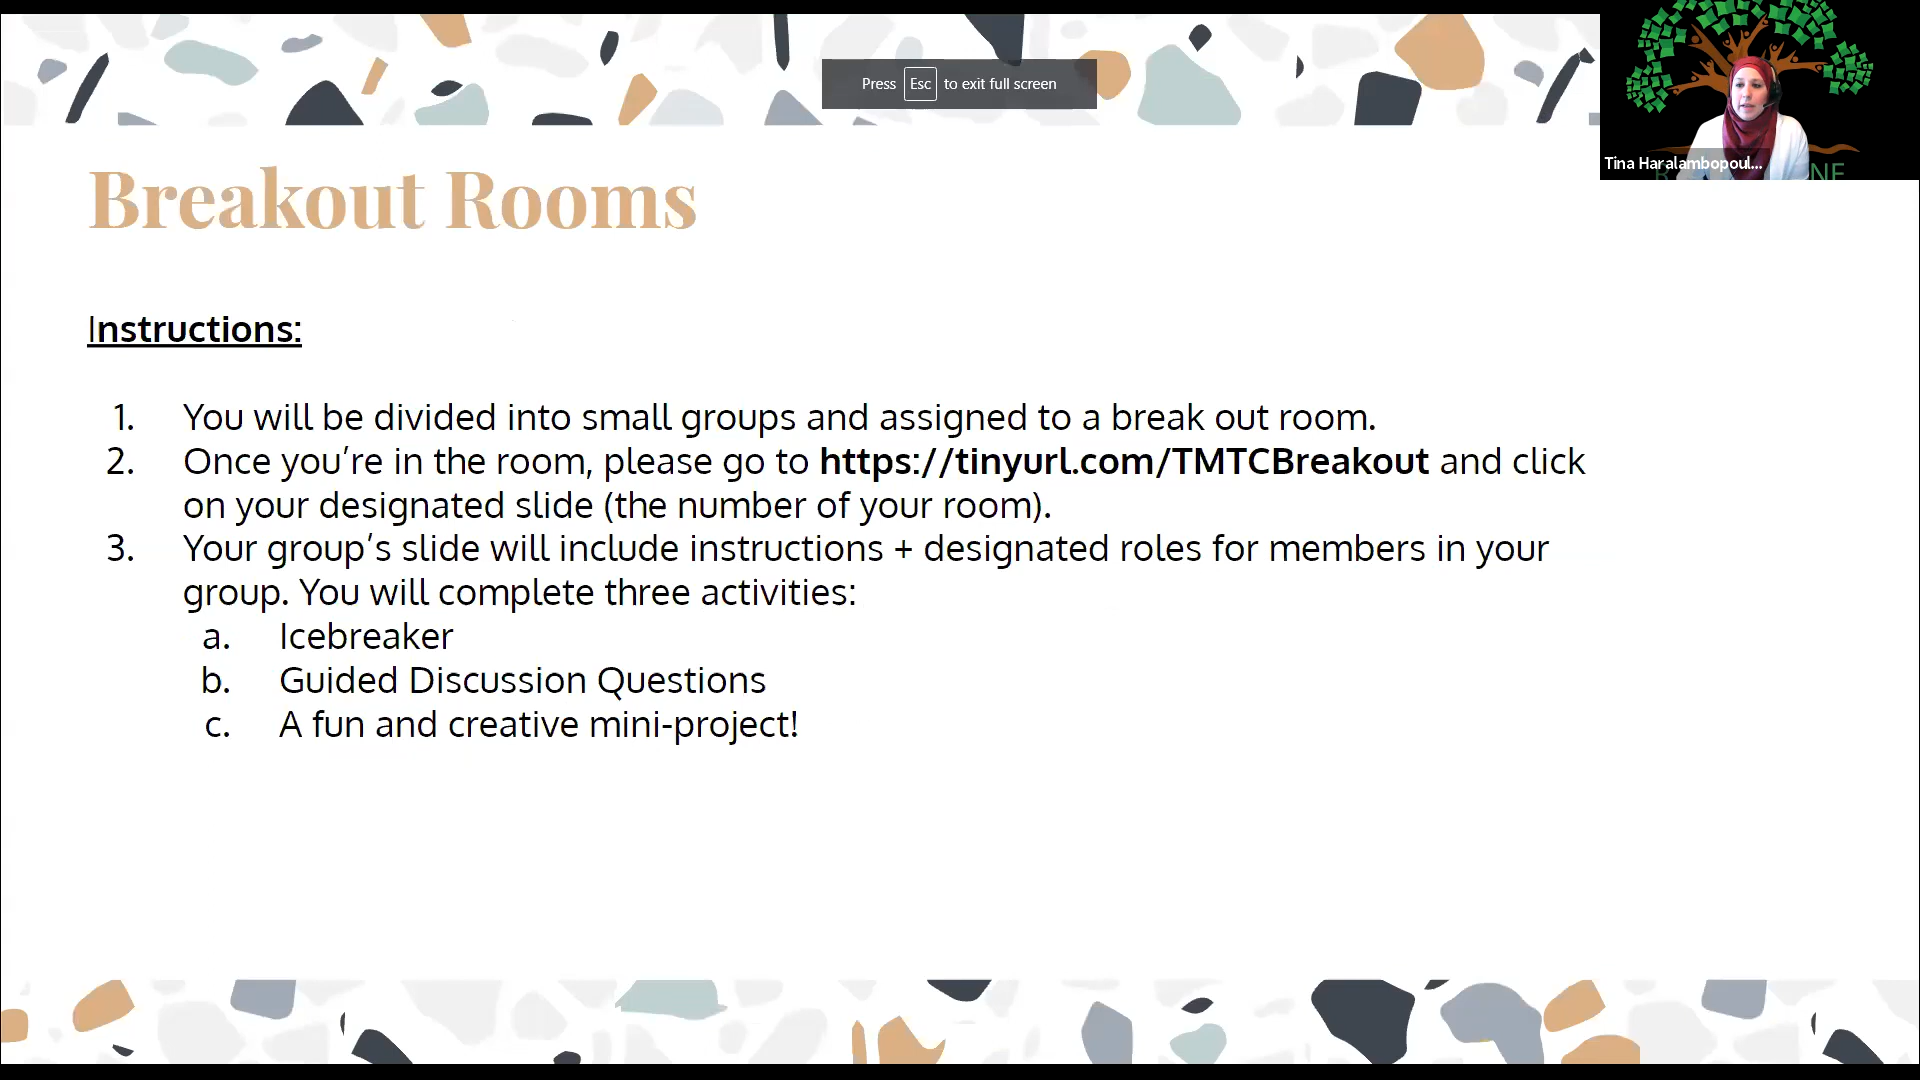 Press Esc to exit full screen
Tina Haralambopoul...
NE
Breakout Rooms
Instructions:
1. You will be divided into small groups and assigned to a break out room.
2. Once you’re in the room, please go to https://tinyurl.com/TMTCBreakout and click
on your designated slide (the number of your room).
3. Your group’s slide will include instructions + designated roles for members in your
group. You will complete three activities:
a. Icebreaker
b. Guided Discussion Questions
c. A fun and creative mini-project!